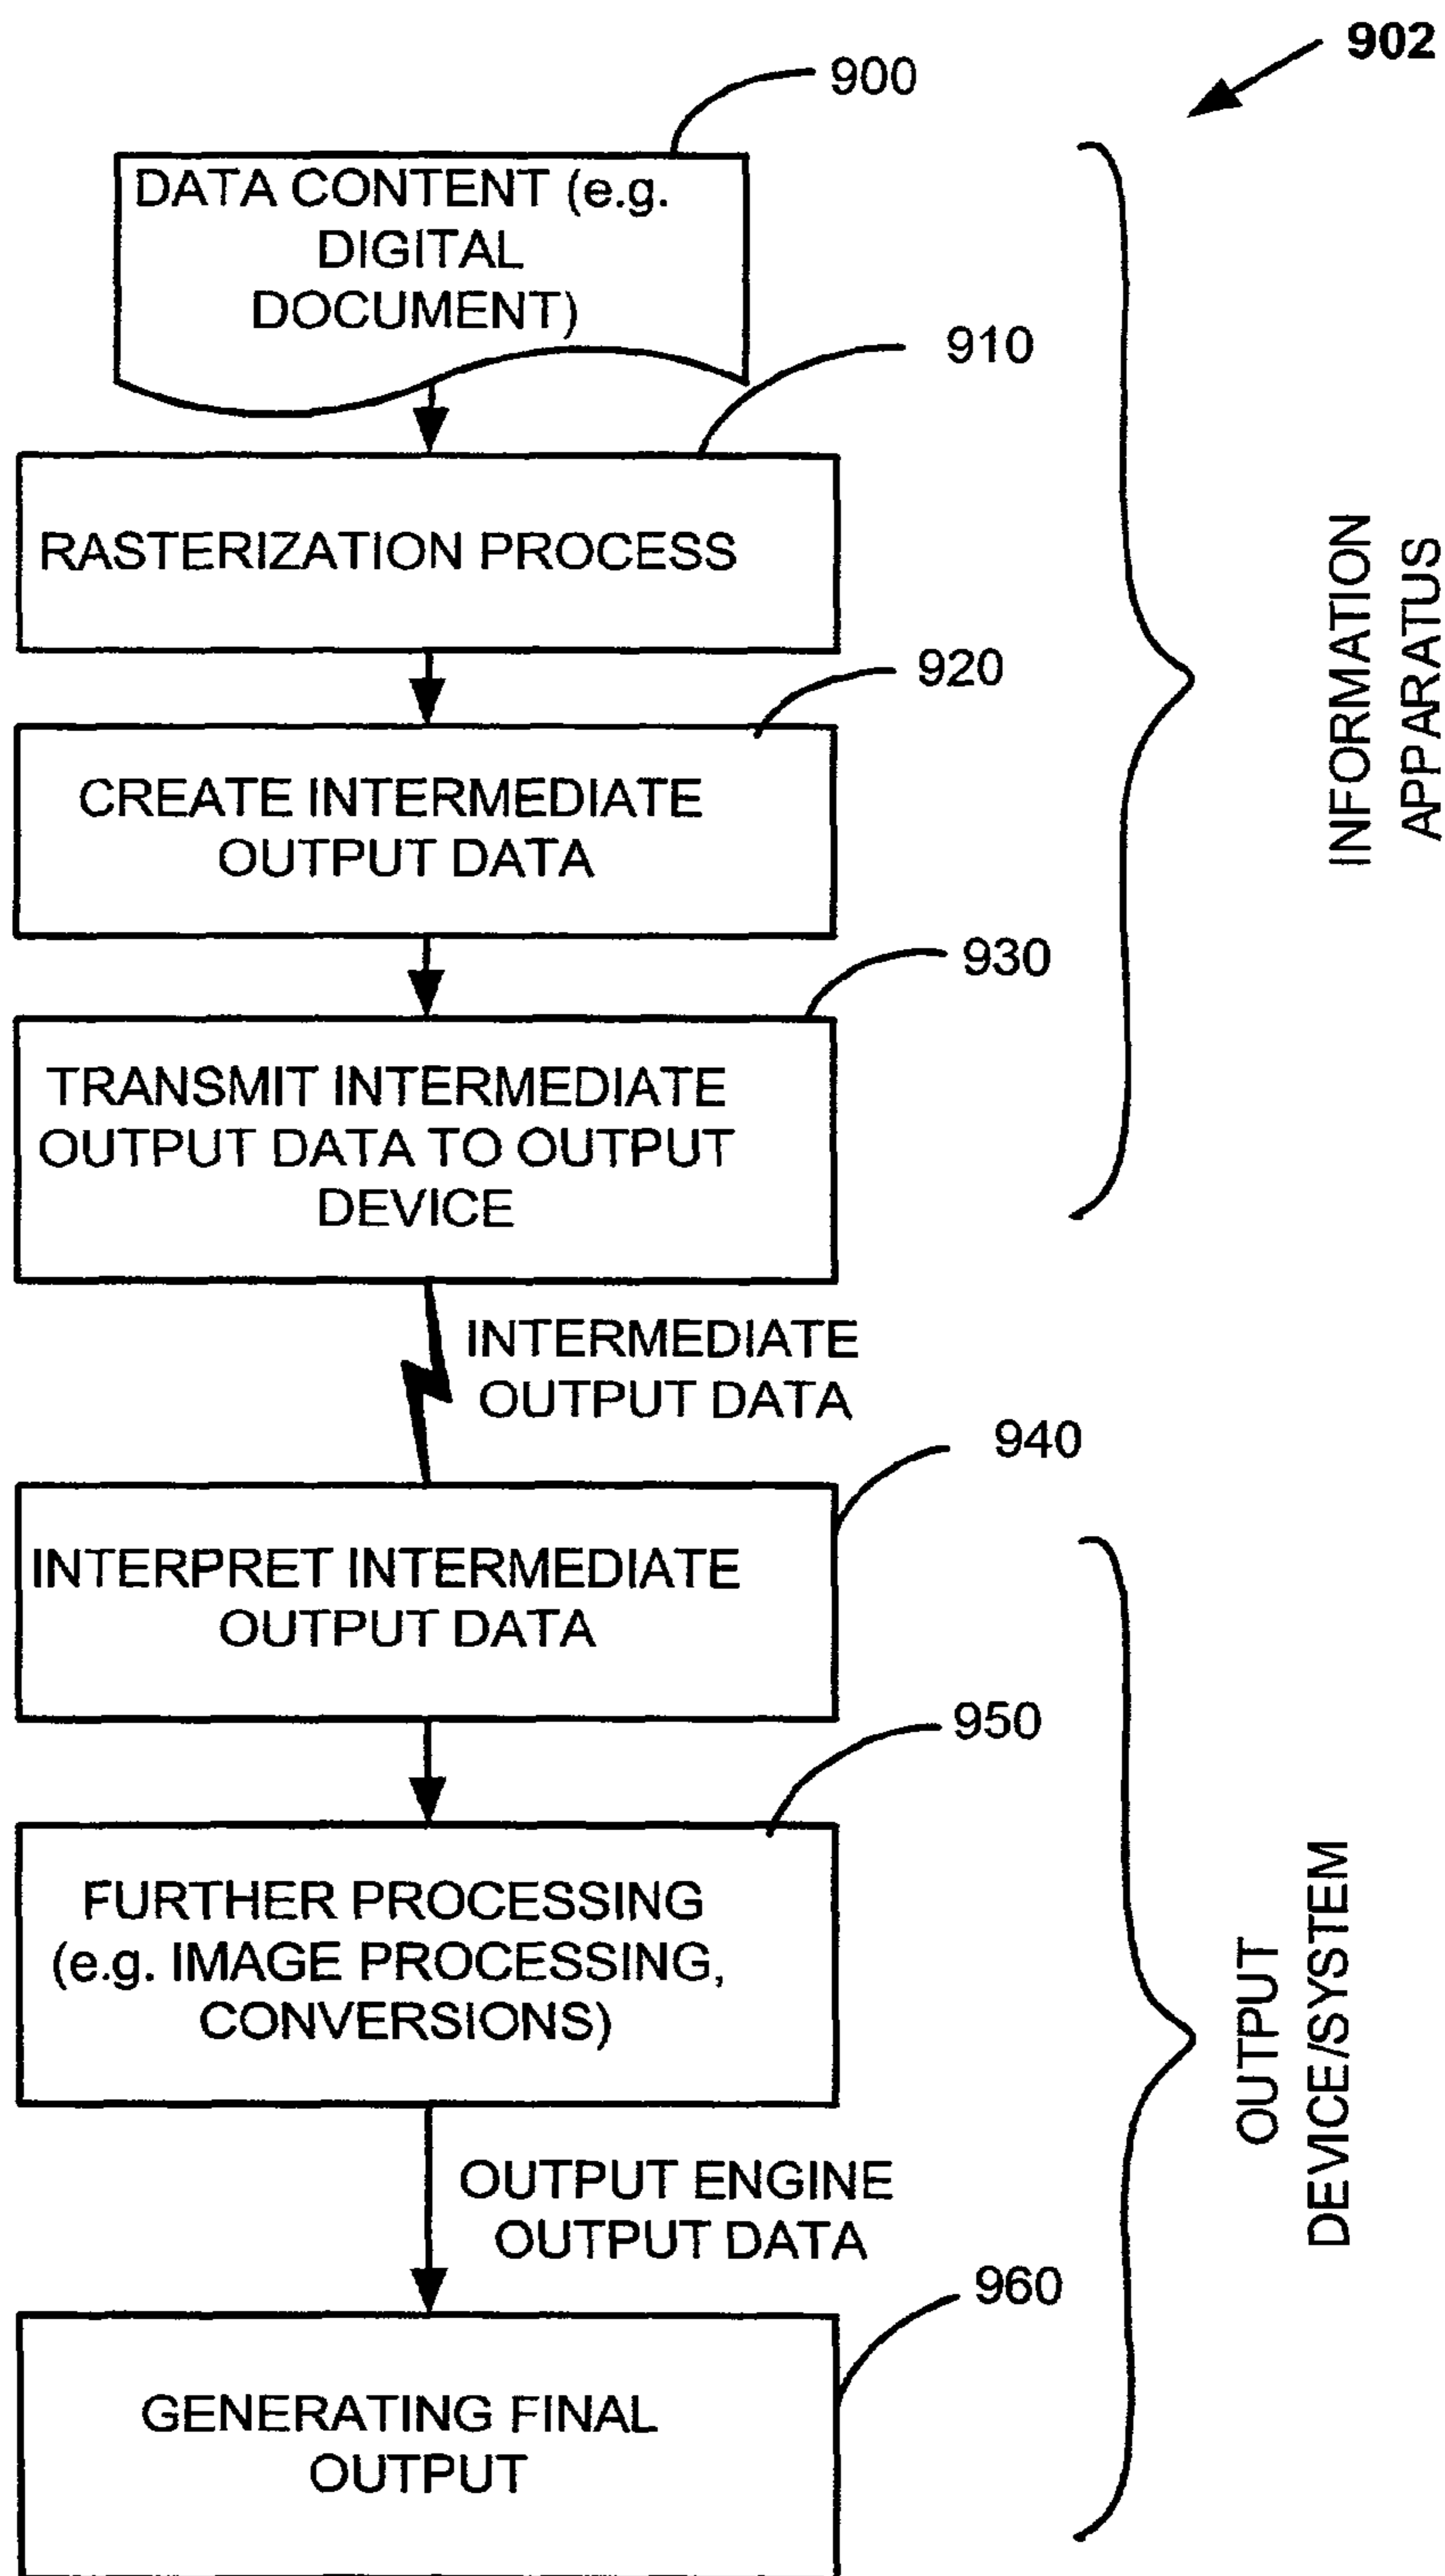 902
900
DATA CONTENT (e.g.
DIGITAL
DOCUMENT)
910
RASTERIZATION PROCESS
920
CREATE INTERMEDIATE
OUTPUT DATA
930
TRANSMIT INTERMEDIATE
OUTPUT DATA TO OUTPUT
DEVICE
INFORMATION
APPARATUS
INTERMEDIATE
OUTPUT DATA
940
INTERPRET INTERMEDIATE
OUTPUT DATA
950
FURTHER PROCESSING
(e.g. IMAGE PROCESSING,
CONVERSIONS)
OUTPUT ENGINE
OUTPUT DATA
960
GENERATING FINAL
OUTPUT
OUTPUT
DEVICE/SYSTEM